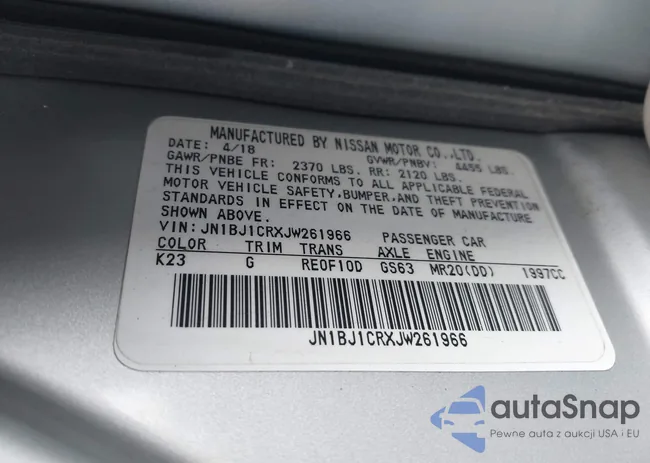 MANUFACTURED BY NISSAN MOTOR CO.,LTD.
DATE: 4/18 GVWR/PNBV: 4455 LBS.
GAWR/PNBE FR: 2370 LBS. RR: 2120 LBS.
THIS VEHICLE CONFORMS TO ALL APPLICABLE FEDERAL
MOTOR VEHICLE SAFETY, BUMPER, AND THEFT PREVENTION
STANDARDS IN EFFECT ON THE DATE OF MANUFACTURE
SHOWN ABOVE.
VIN: JN1BJ1CRXJW261966 PASSENGER CAR
COLOR TRIM TRANS AXLE ENGINE
K23 G RE0F10D GS63 MR20(DD) 1997CC
JN1BJ1CRXJW261966
autaSnap
Pewne auta z aukcji USA i EU